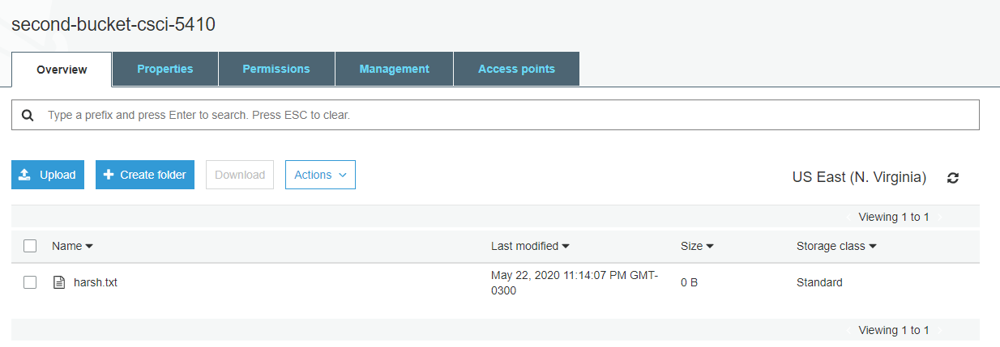 second-bucket-csci-5410
Overview Properties Permissions Management Access points
Type a prefix and press Enter to search. Press ESC to clear.
Upload Create folder Download Actions US East (N. Virginia)
Viewing 1 to 1
Name Last modified Size Storage class
harsh.txt May 22, 2020 11:14:07 PM GMT-
0300 0 B Standard
Viewing 1 to 1